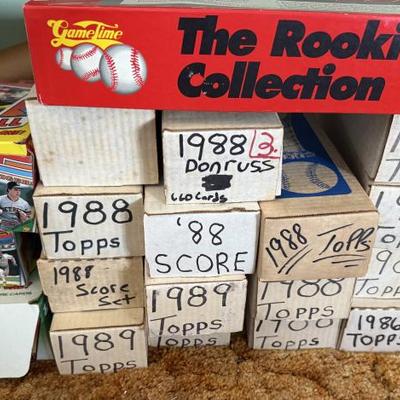 GameTime
The Rooki
Collection
1988 2
Donruss
660 Cards
1988
Topps
'88
SCORE
1988
Topps
1988
Score
Set
1989
Topps
1988
Topps
1989
Topps
Topps
1986
Topps